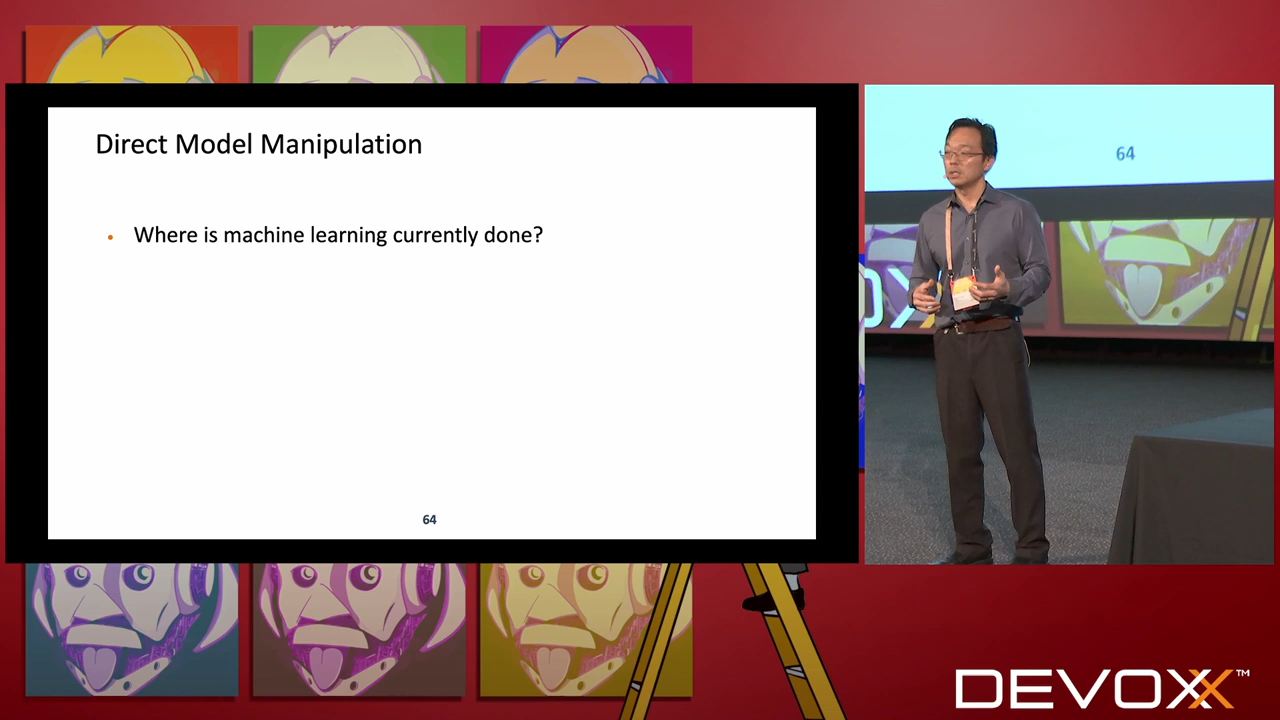 Direct Model Manipulation
• Where is machine learning currently done?
64
64
DEVOXX™